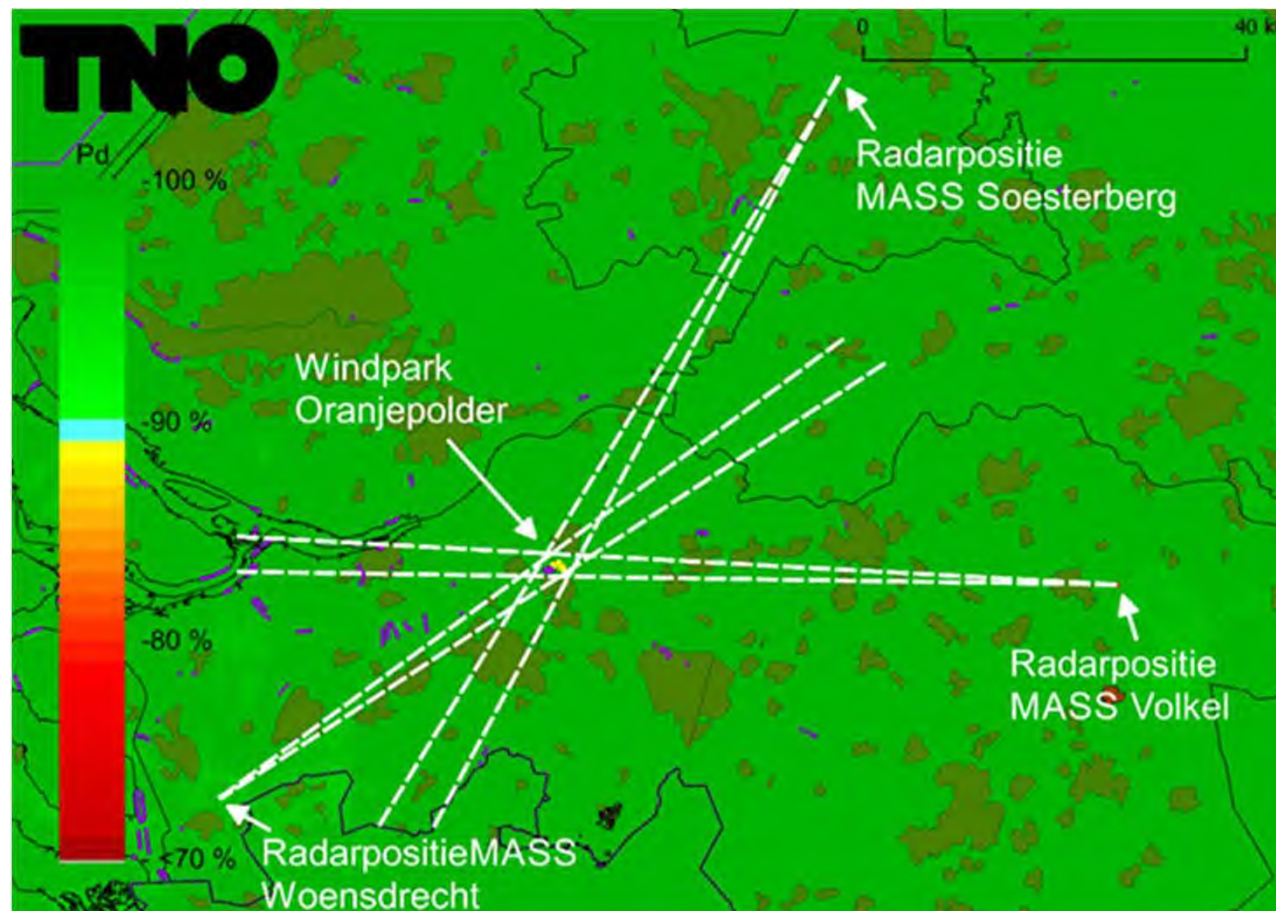 TNO
0 40 k
Pd
-100 %
Radarpositie
MASS Soesterberg
Windpark
Oranjepolder
-90 %
-80 %
Radarpositie
MASS Volkel
<70 %
RadarpositieMASS
Woensdrecht